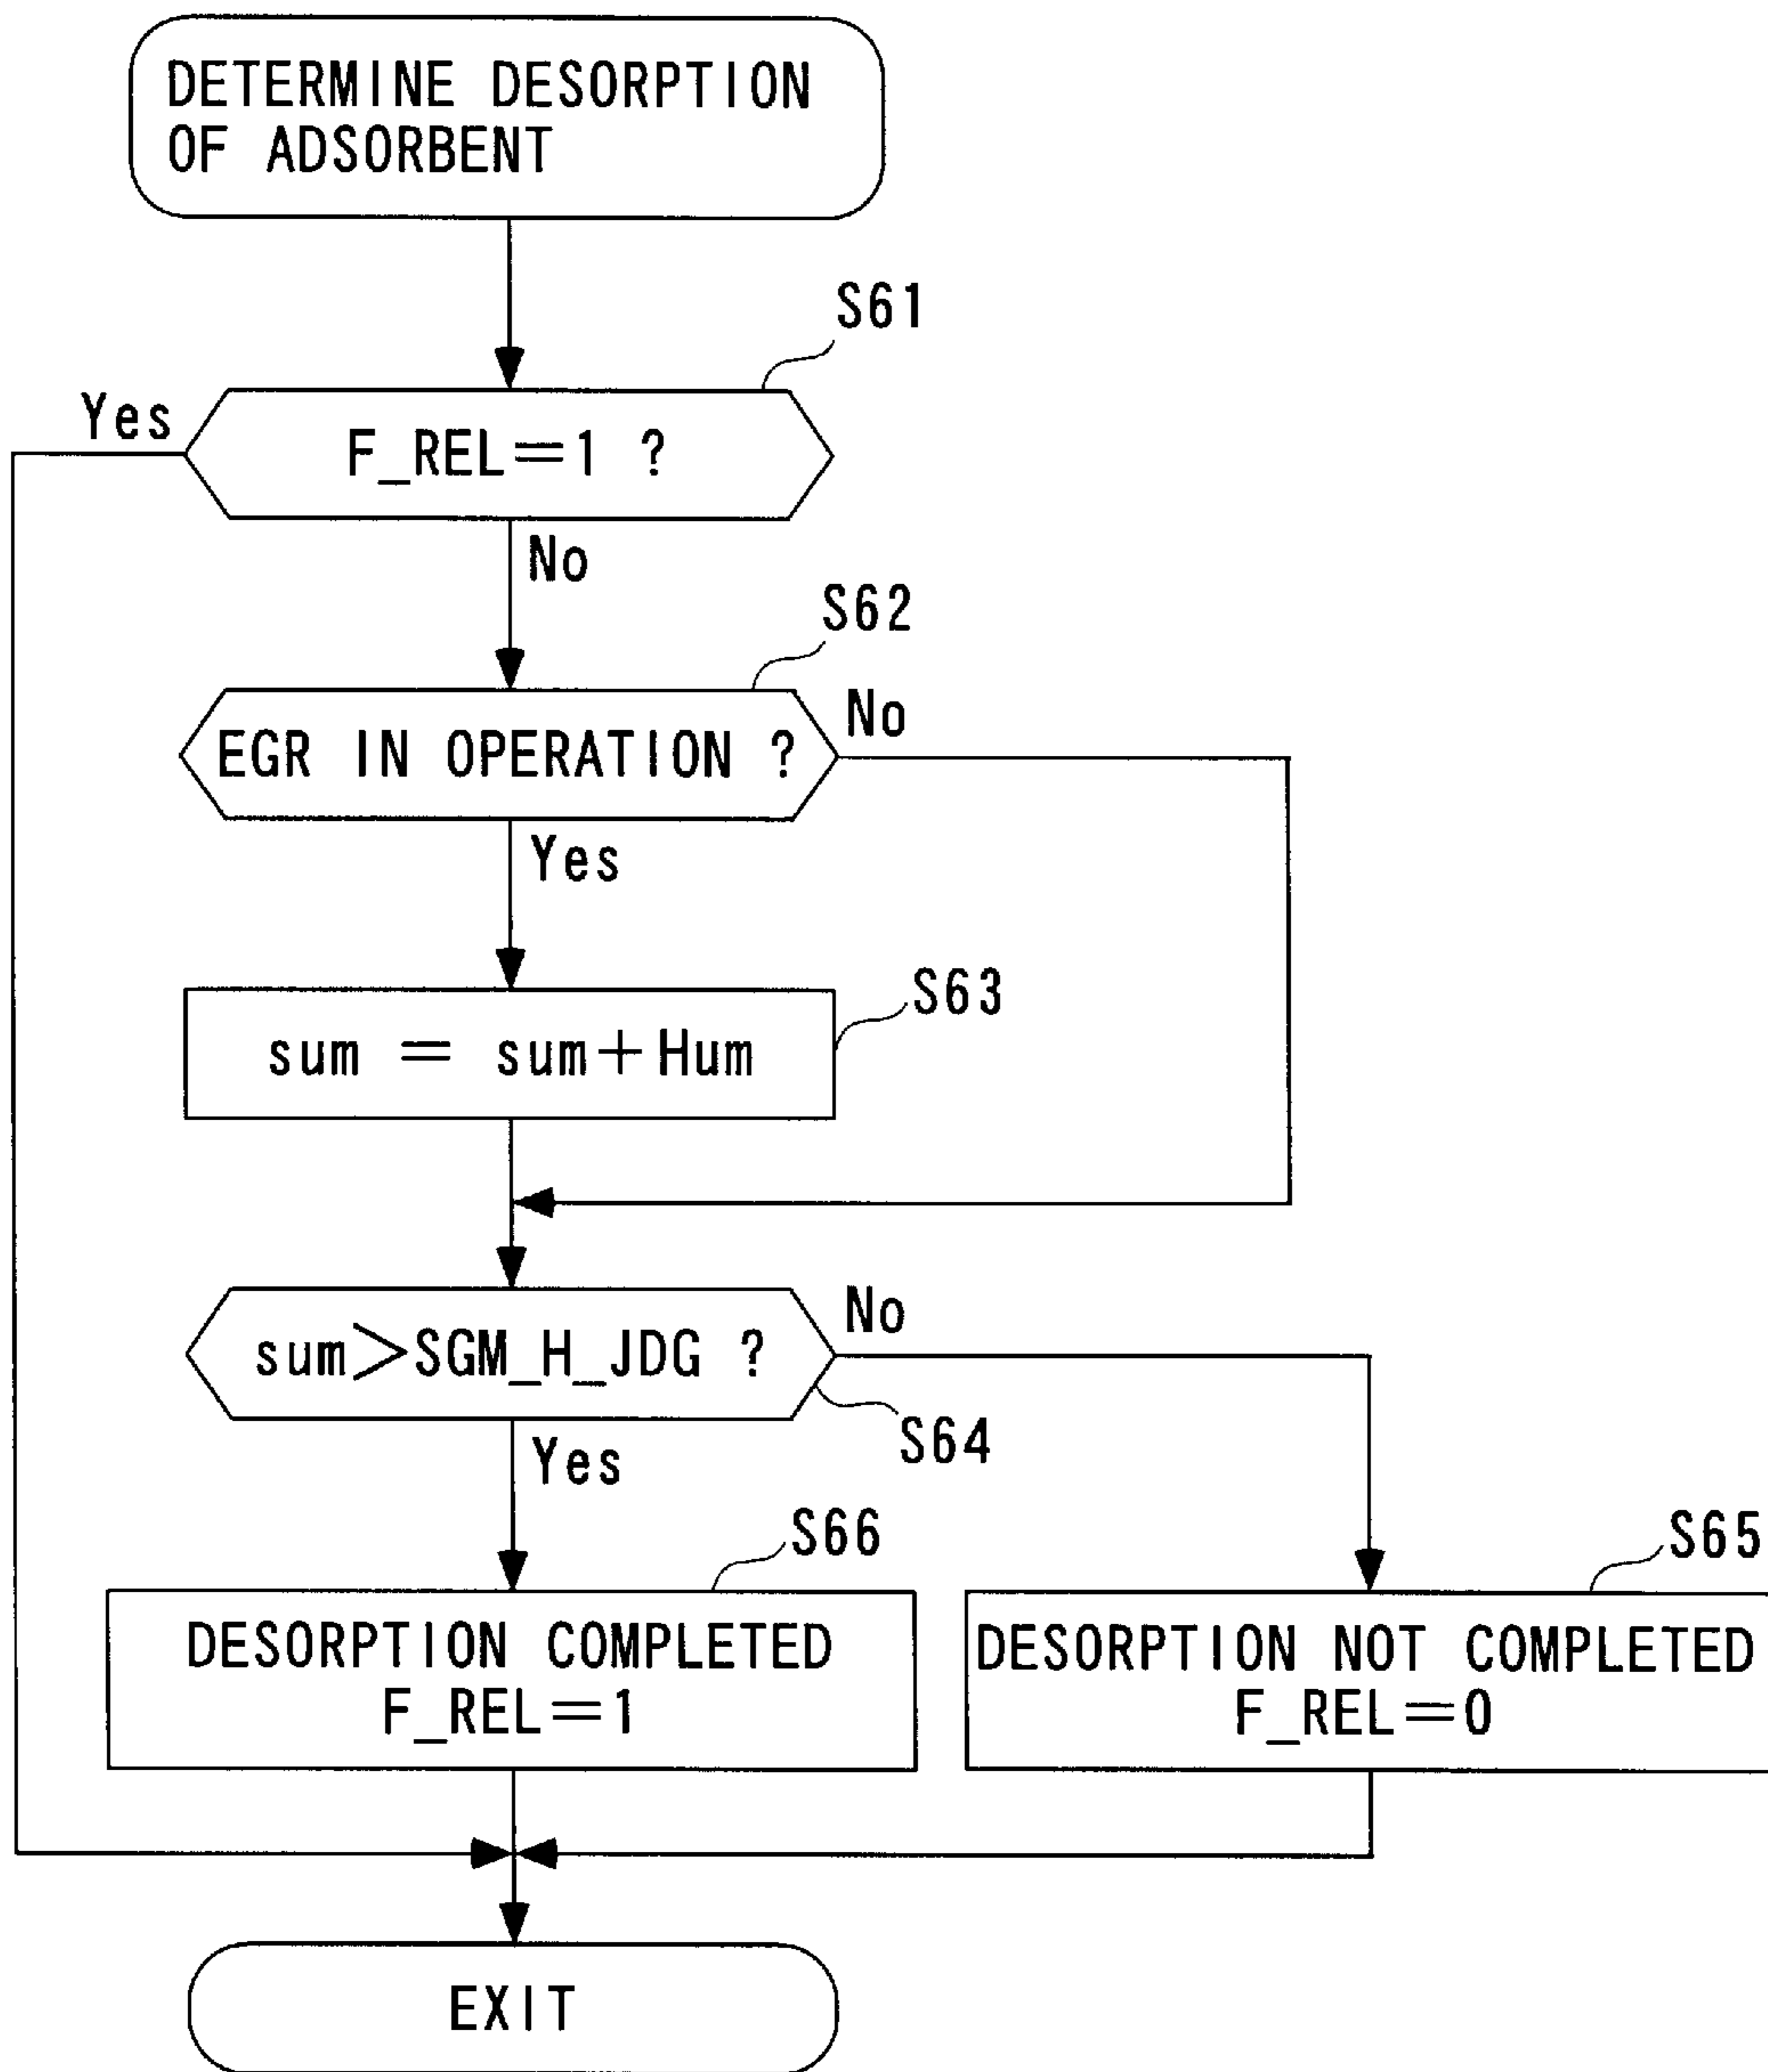 DETERMINE DESORPTION
OF ADSORBENT
S61
Yes
F_REL=1 ?
No
S62
EGR IN OPERATION ?
No
Yes
S63
sum = sum+Hum
sum>SGM_H_JDG ?
No
S64
Yes
S66
S65
DESORPTION COMPLETED
F_REL=1
DESORPTION NOT COMPLETED
F_REL=0
EXIT